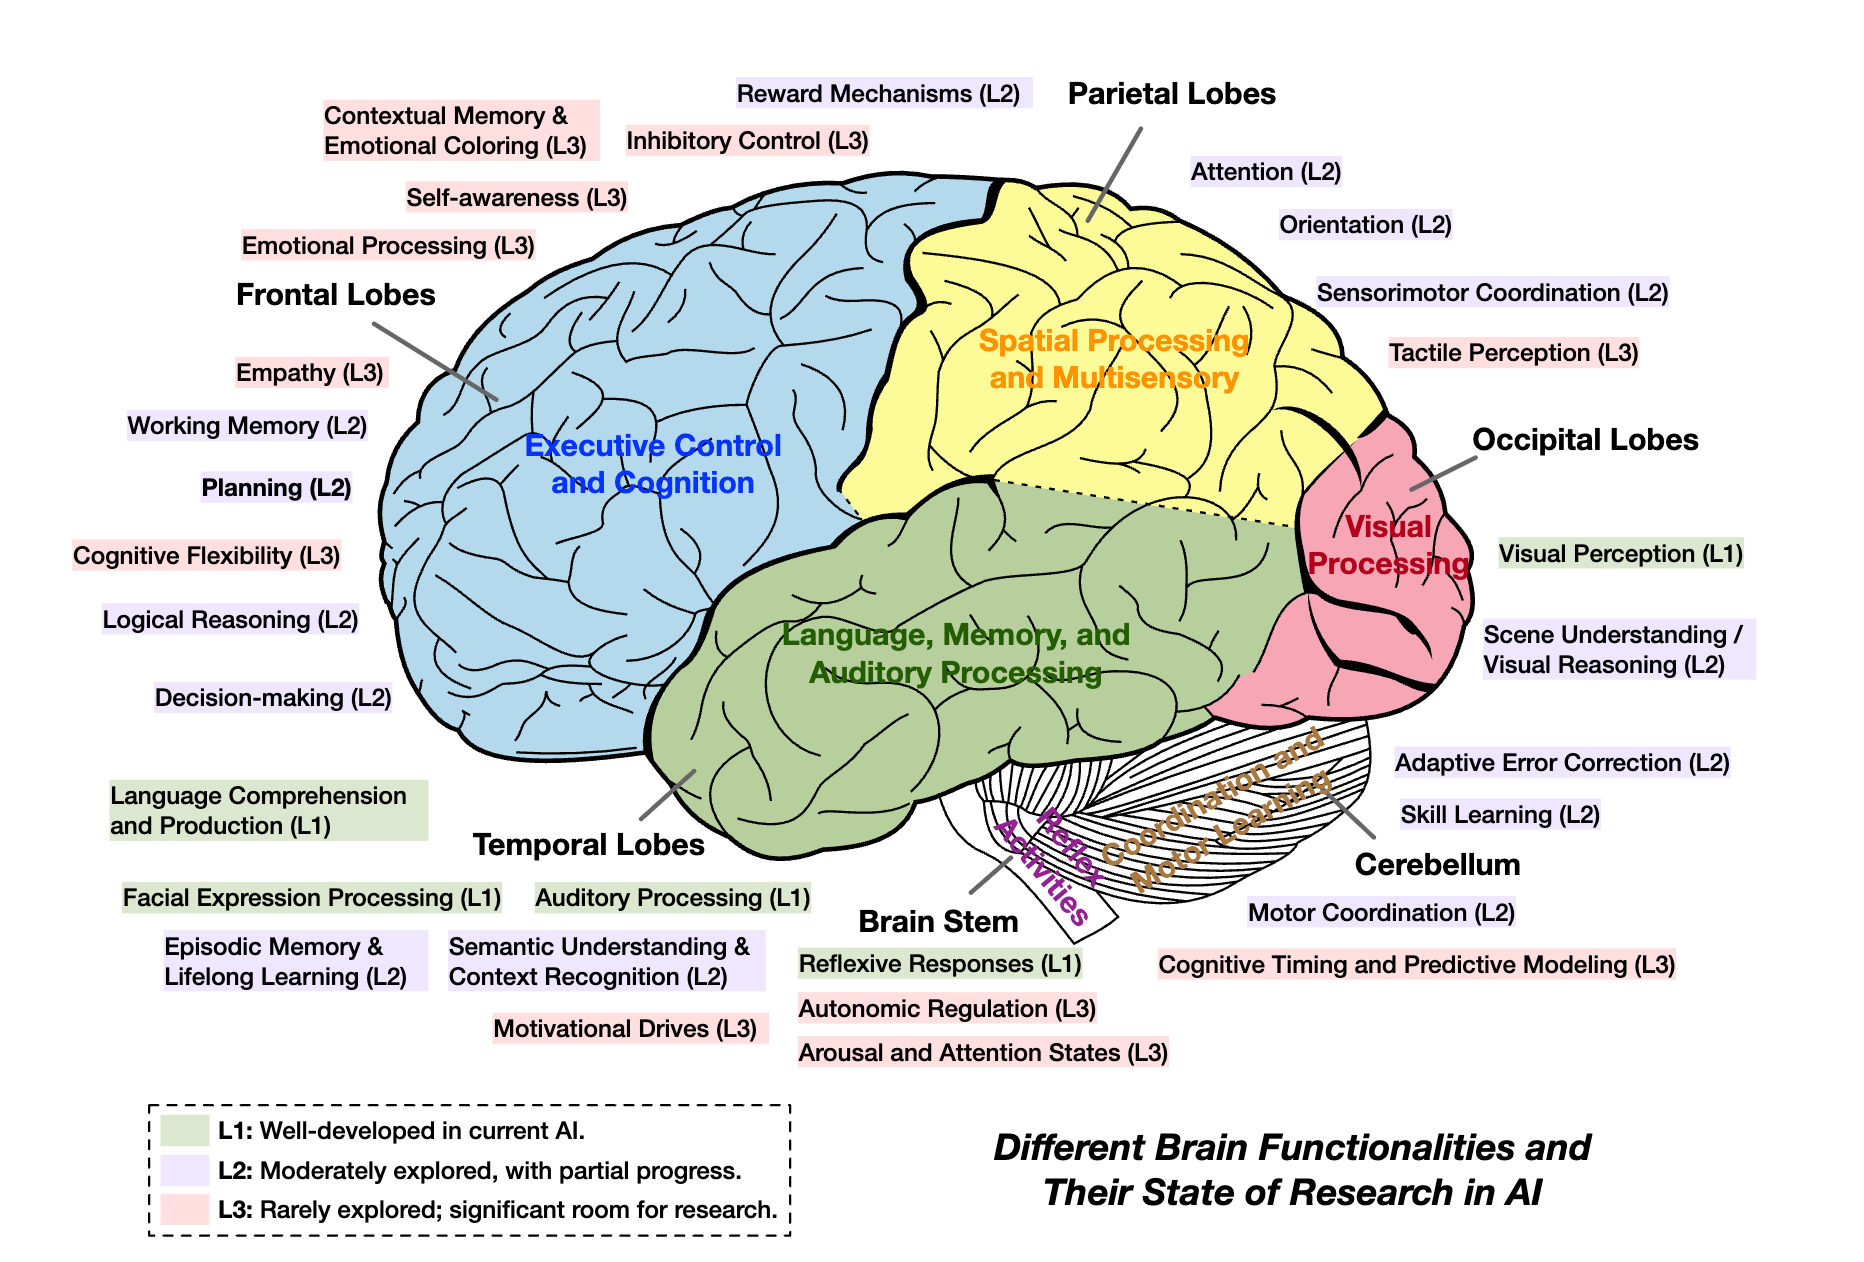 Reward Mechanisms (L2)
Parietal Lobes
Contextual Memory &
Emotional Coloring (L3)
Inhibitory Control (L3)
Attention (L2)
Self-awareness (L3)
Orientation (L2)
Emotional Processing (L3)
Frontal Lobes
Sensorimotor Coordination (L2)
Spatial Processing
and Multisensory
Tactile Perception (L3)
Empathy (L3)
Working Memory (L2)
Occipital Lobes
Executive Control
and Cognition
Planning (L2)
Visual
Processing
Cognitive Flexibility (L3)
Visual Perception (L1)
Logical Reasoning (L2)
Language, Memory, and
Auditory Processing
Scene Understanding /
Visual Reasoning (L2)
Decision-making (L2)
Adaptive Error Correction (L2)
Coordination and
Motor Learning
Language Comprehension
and Production (L1)
Skill Learning (L2)
Reflex
Activities
Temporal Lobes
Cerebellum
Facial Expression Processing (L1)
Auditory Processing (L1)
Brain Stem
Motor Coordination (L2)
Episodic Memory &
Lifelong Learning (L2)
Semantic Understanding &
Context Recognition (L2)
Reflexive Responses (L1)
Cognitive Timing and Predictive Modeling (L3)
Autonomic Regulation (L3)
Motivational Drives (L3)
Arousal and Attention States (L3)
L1: Well-developed in current AI.
L2: Moderately explored, with partial progress.
L3: Rarely explored; significant room for research.
Different Brain Functionalities and
Their State of Research in AI